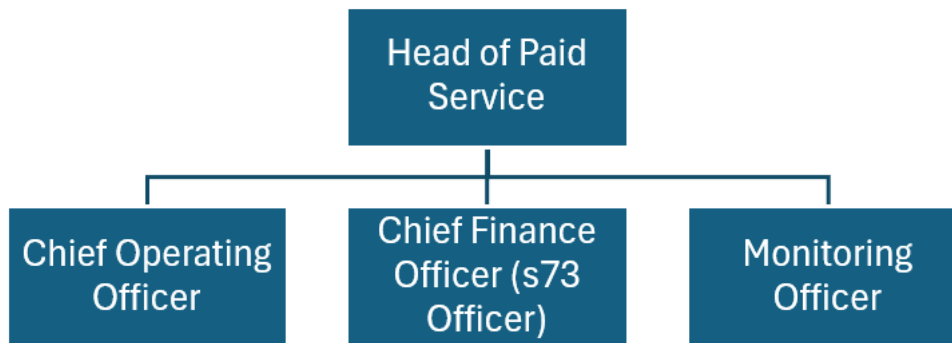 Head of Paid
Service
Chief Operating
Officer
Chief Finance
Officer (s73
Officer)
Monitoring
Officer